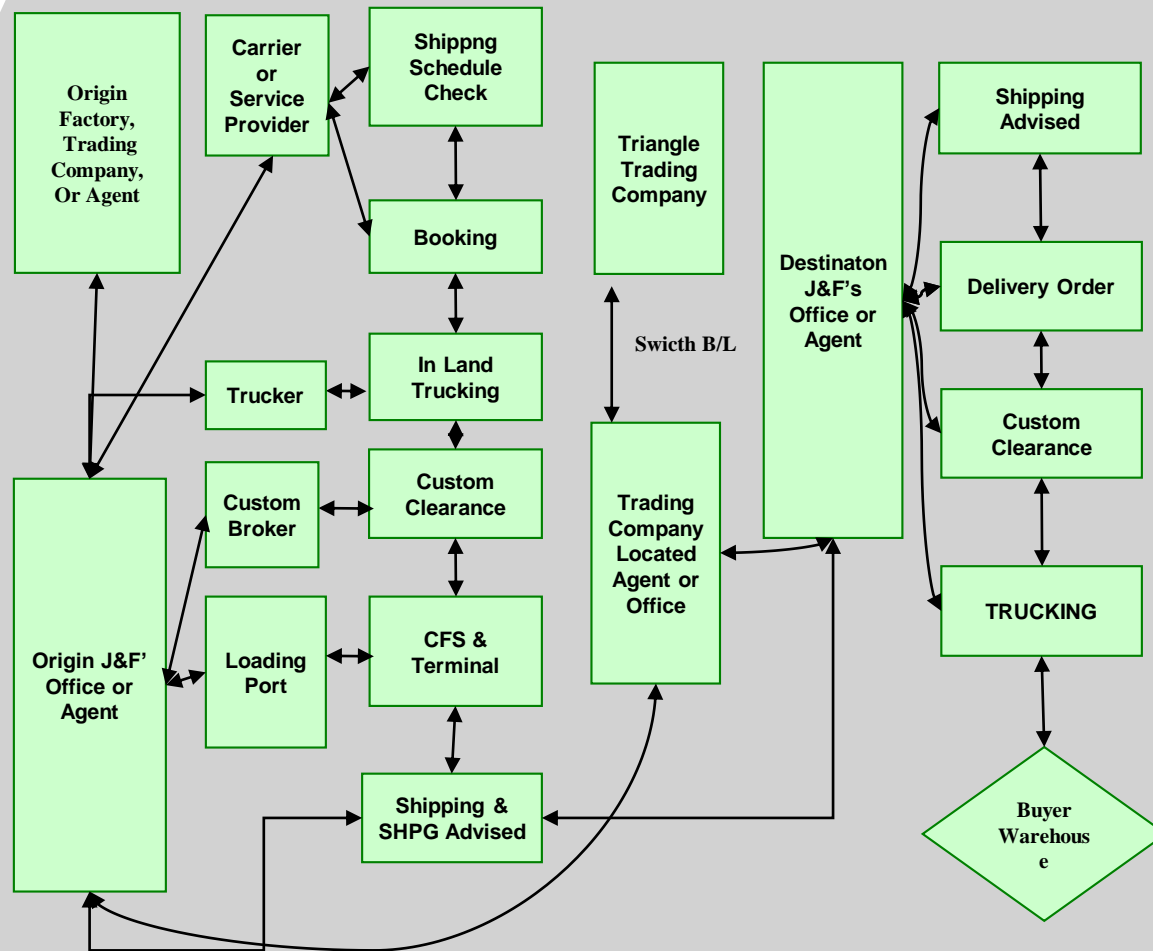 Origin
Factory,
Trading
Company,
Or Agent
Carrier
or
Service
Provider
Shippng
Schedule
Check
Booking
Trucker
In Land
Trucking
Custom
Broker
Custom
Clearance
Origin J&F'
Office or
Agent
Loading
Port
CFS &
Terminal
Shipping &
SHPG Advised
Triangle
Trading
Company
Swicth B/L
Trading
Company
Located
Agent or
Office
Destinaton
J&F's
Office or
Agent
Shipping
Advised
Delivery Order
Custom
Clearance
TRUCKING
Buyer
Warehous
e